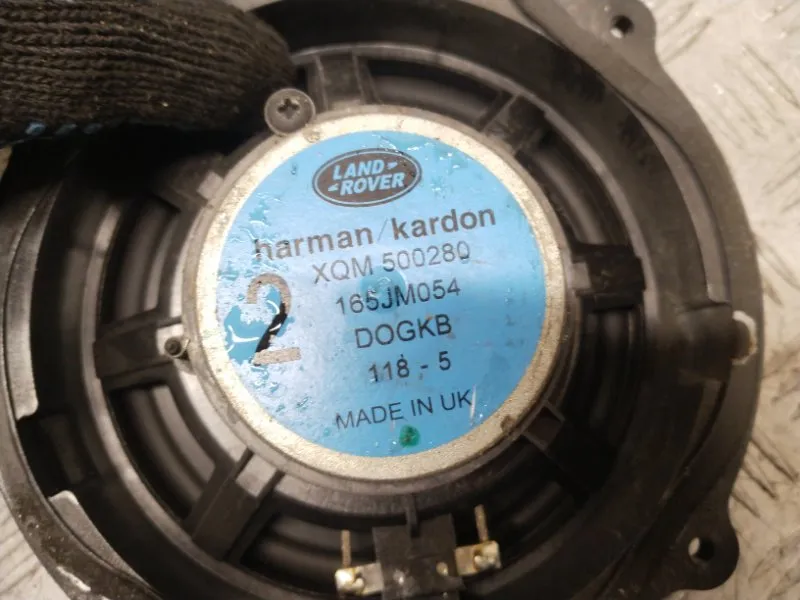 LAND
ROVER
harman/kardon
XQM 500280
165JM054
DOGKB
118 - 5
MADE IN UK
2